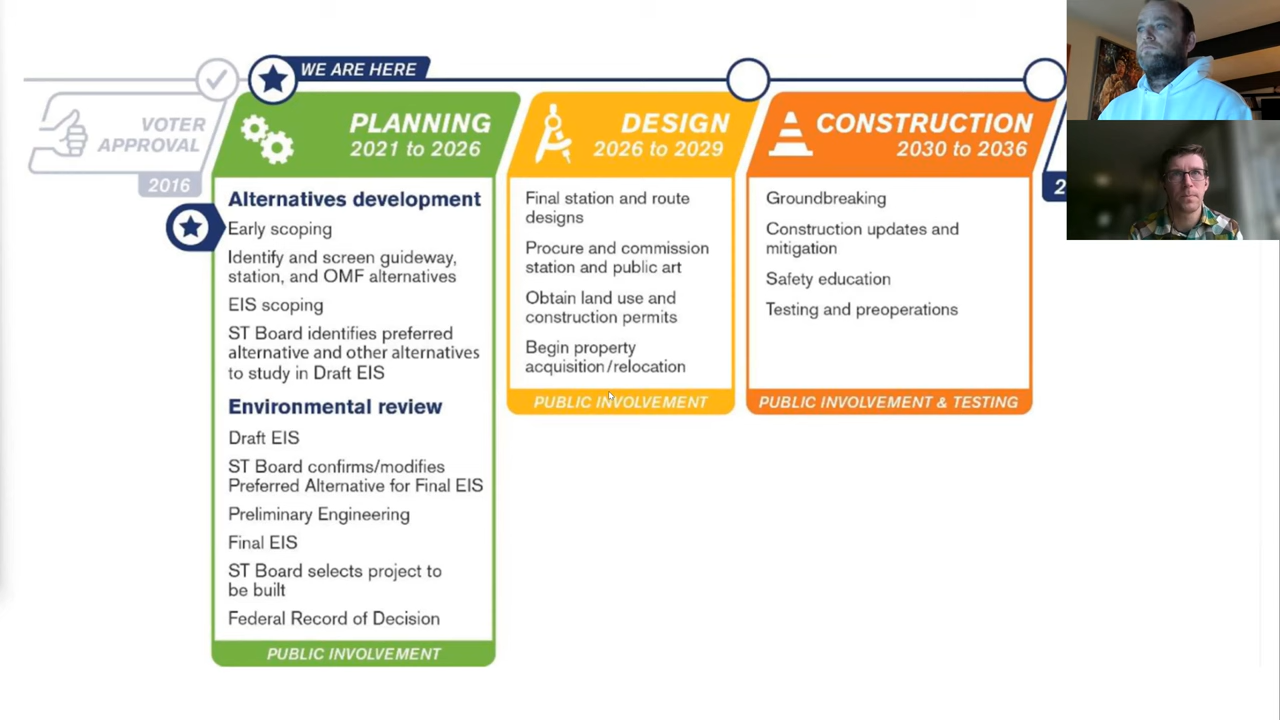 WE ARE HERE
VOTER
APPROVAL
2016
PLANNING
2021 to 2026
Alternatives development
Early scoping
Identify and screen guideway,
station, and OMF alternatives
EIS scoping
ST Board identifies preferred
alternative and other alternatives
to study in Draft EIS
Environmental review
Draft EIS
ST Board confirms/modifies
Preferred Alternative for Final EIS
Preliminary Engineering
Final EIS
ST Board selects project to
be built
Federal Record of Decision
PUBLIC INVOLVEMENT
DESIGN
2026 to 2029
Final station and route
designs
Procure and commission
station and public art
Obtain land use and
construction permits
Begin property
acquisition/relocation
PUBLIC INVOLVEMENT
CONSTRUCTION
2030 to 2036
Groundbreaking
Construction updates and
mitigation
Safety education
Testing and preoperations
PUBLIC INVOLVEMENT & TESTING